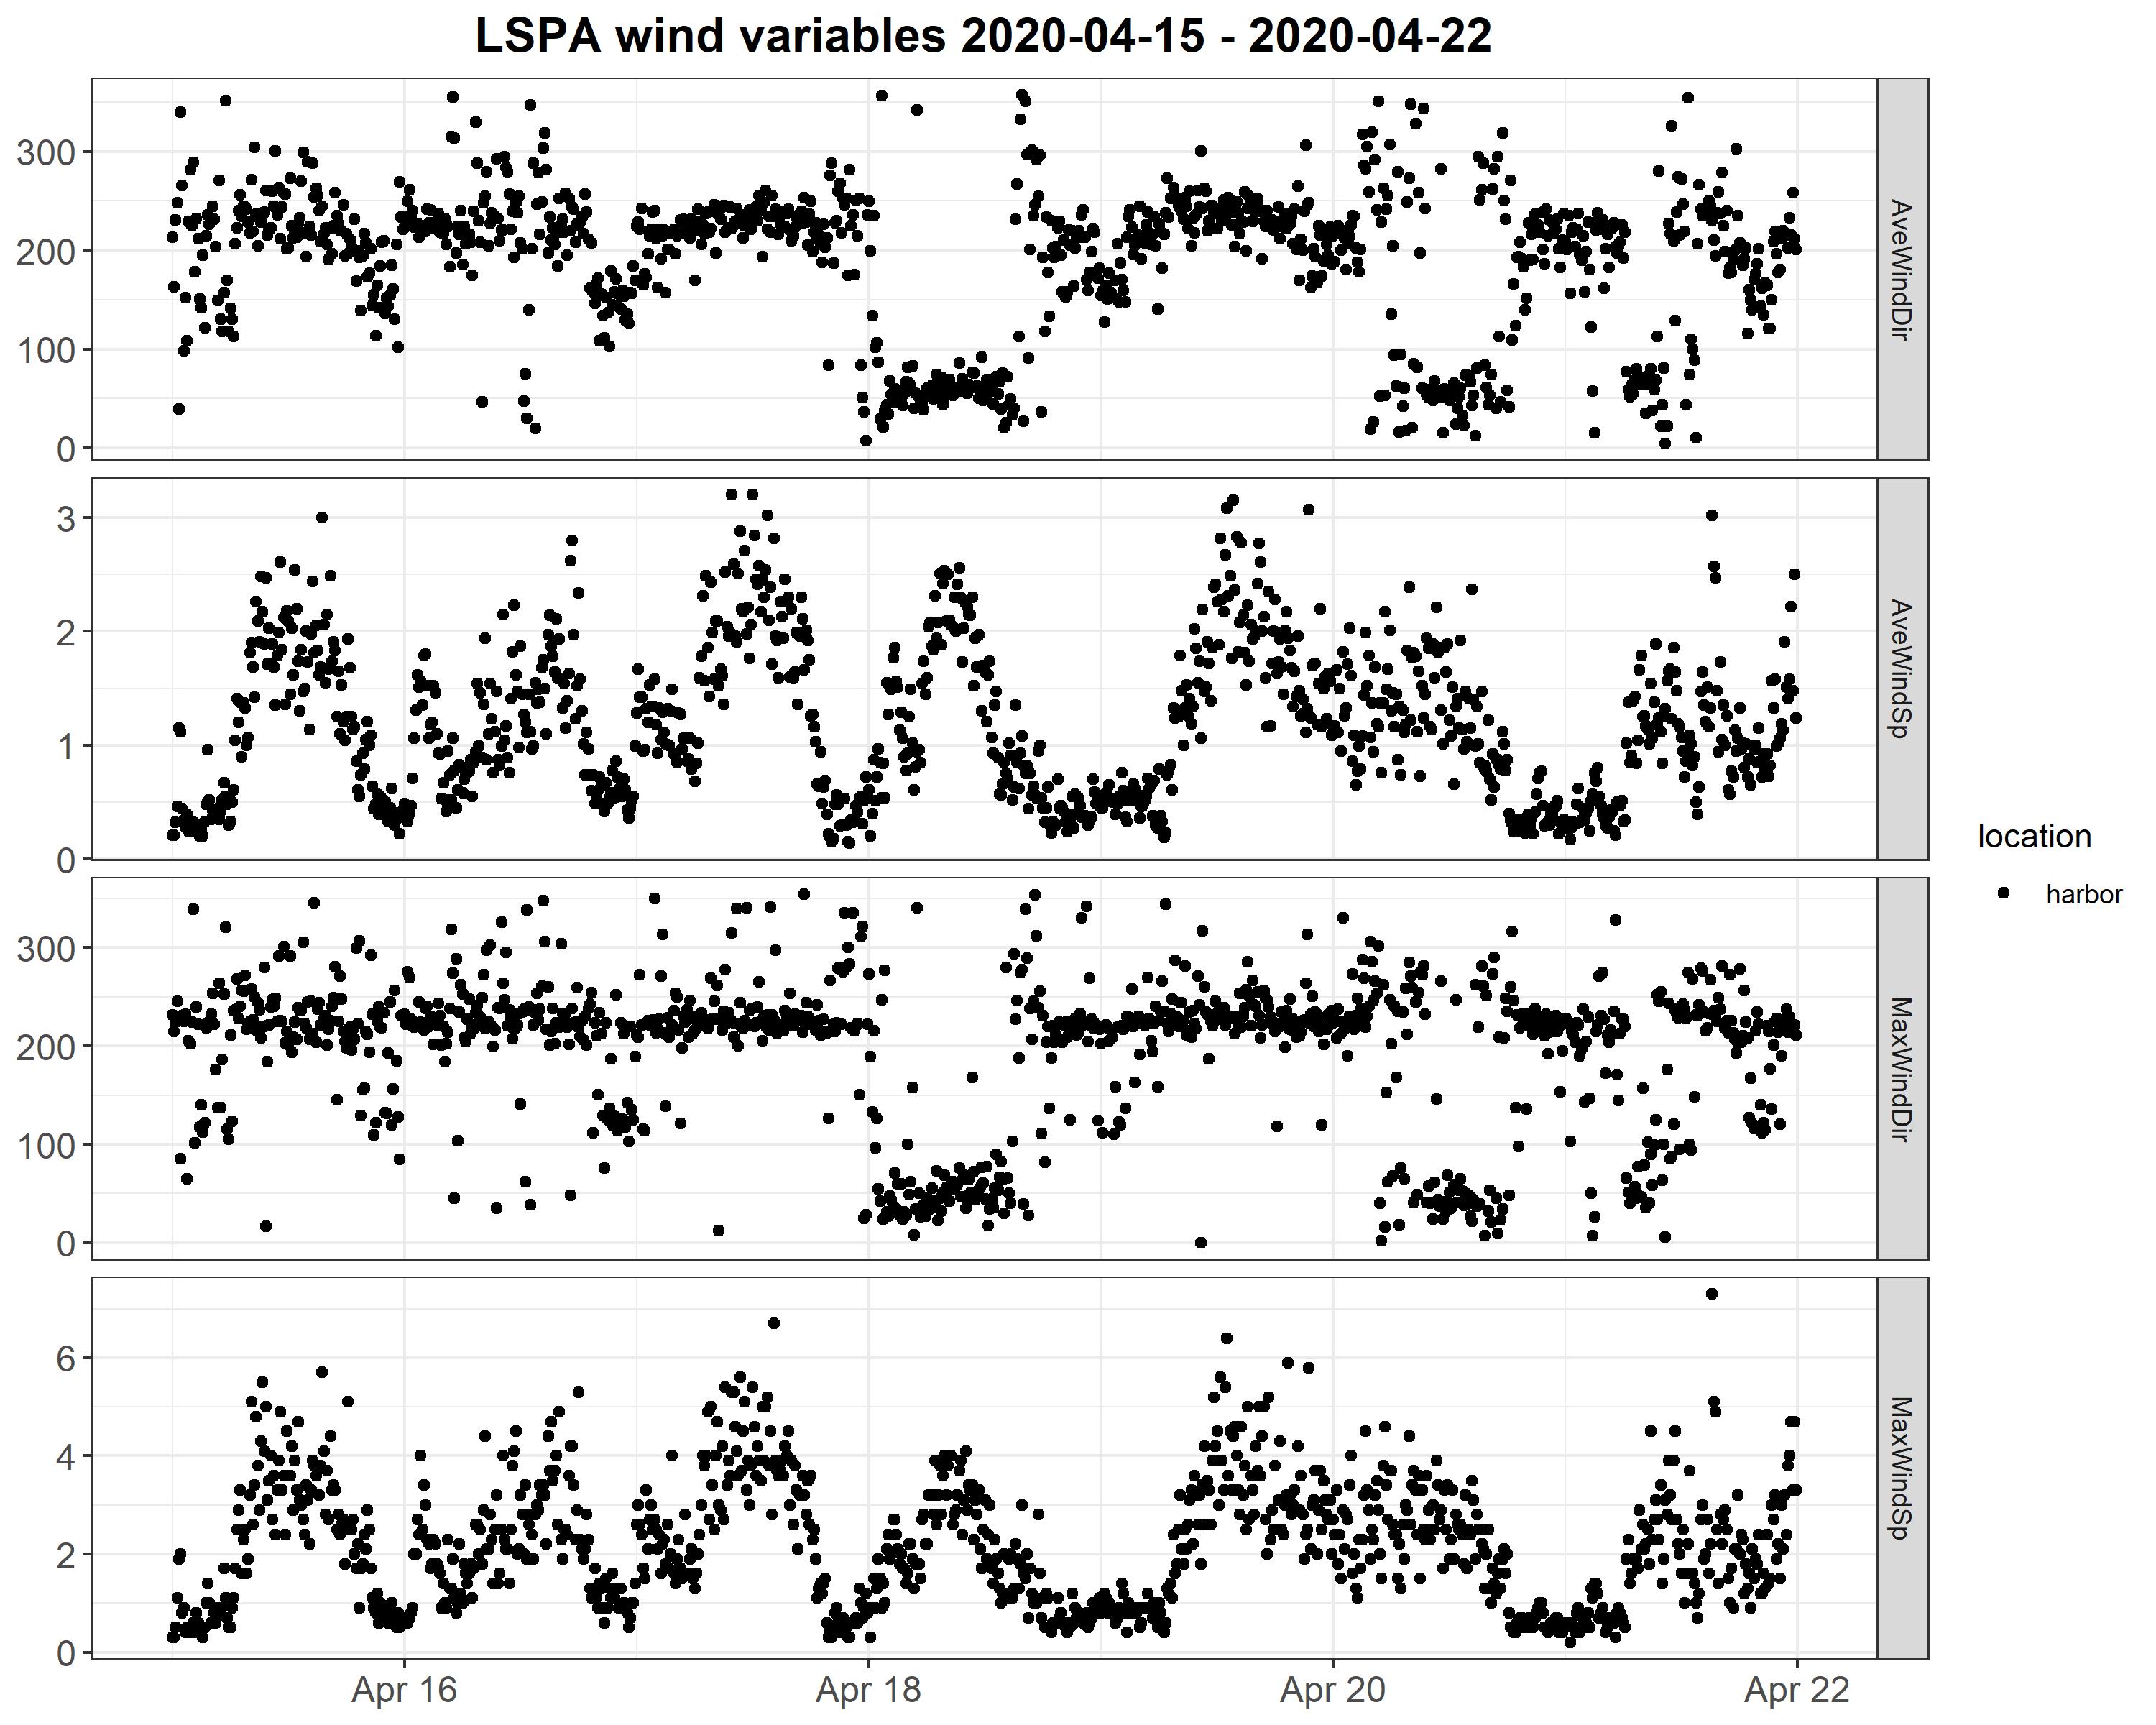 LSPA wind variables 2020-04-15 - 2020-04-22
300
200
100
0
AveWindDir
3
2
1
0
AveWindSp
300
200
100
0
MaxWindDir
6
4
2
0
MaxWindSp
Apr 16
Apr 18
Apr 20
Apr 22
location
harbor